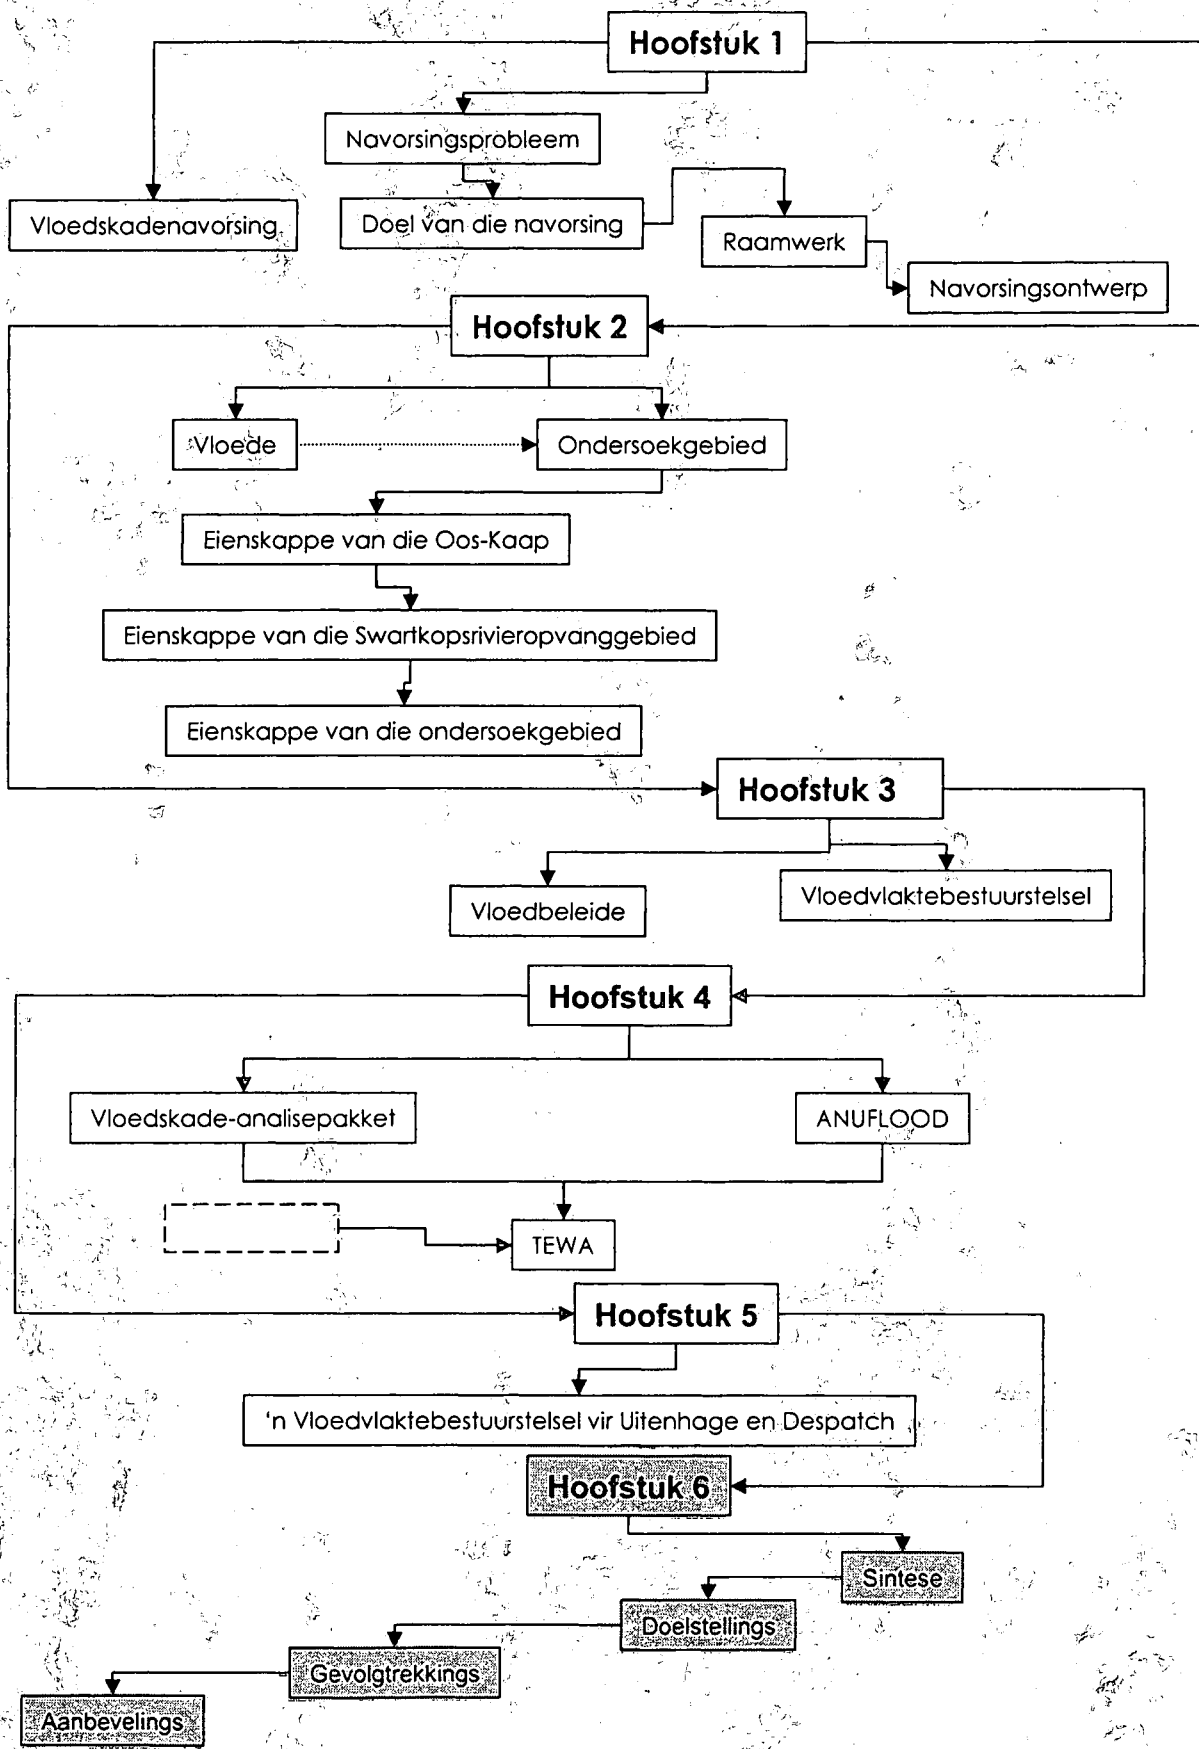 Hoofstuk 1
Navorsingsprobleem
Vloedskadenavorsing
Doel van die navorsing
Raamwerk
Navorsingsontwerp
Hoofstuk 2
Vloede
Ondersoekgebied
Eienskappe van die Oos-Kaap
Eienskappe van die Swartkopsrivieropvanggebied
Eienskappe van die ondersoekgebied
Hoofstuk 3
Vloedbeleide
Vloedvlaktebestuurstelsel
Hoofstuk 4
Vloedskade-analisepakket
ANUFLOOD
TEWA
Hoofstuk 5
'n Vloedvlaktebestuurstelsel vir Uitenhage en Despatch
Hoofstuk 6
Sintese
Doelstellings
Gevolgtrekkings
Aanbevelings